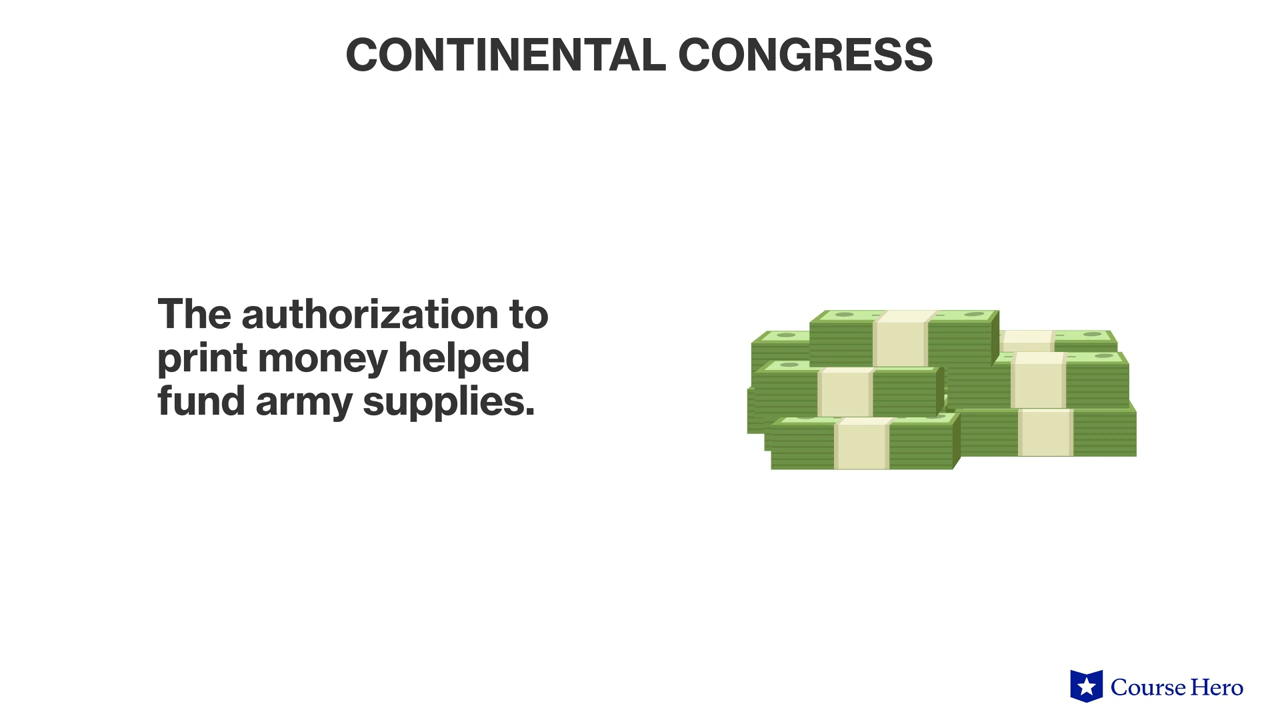 CONTINENTAL CONGRESS
The authorization to
print money helped
fund army supplies.
Course Hero